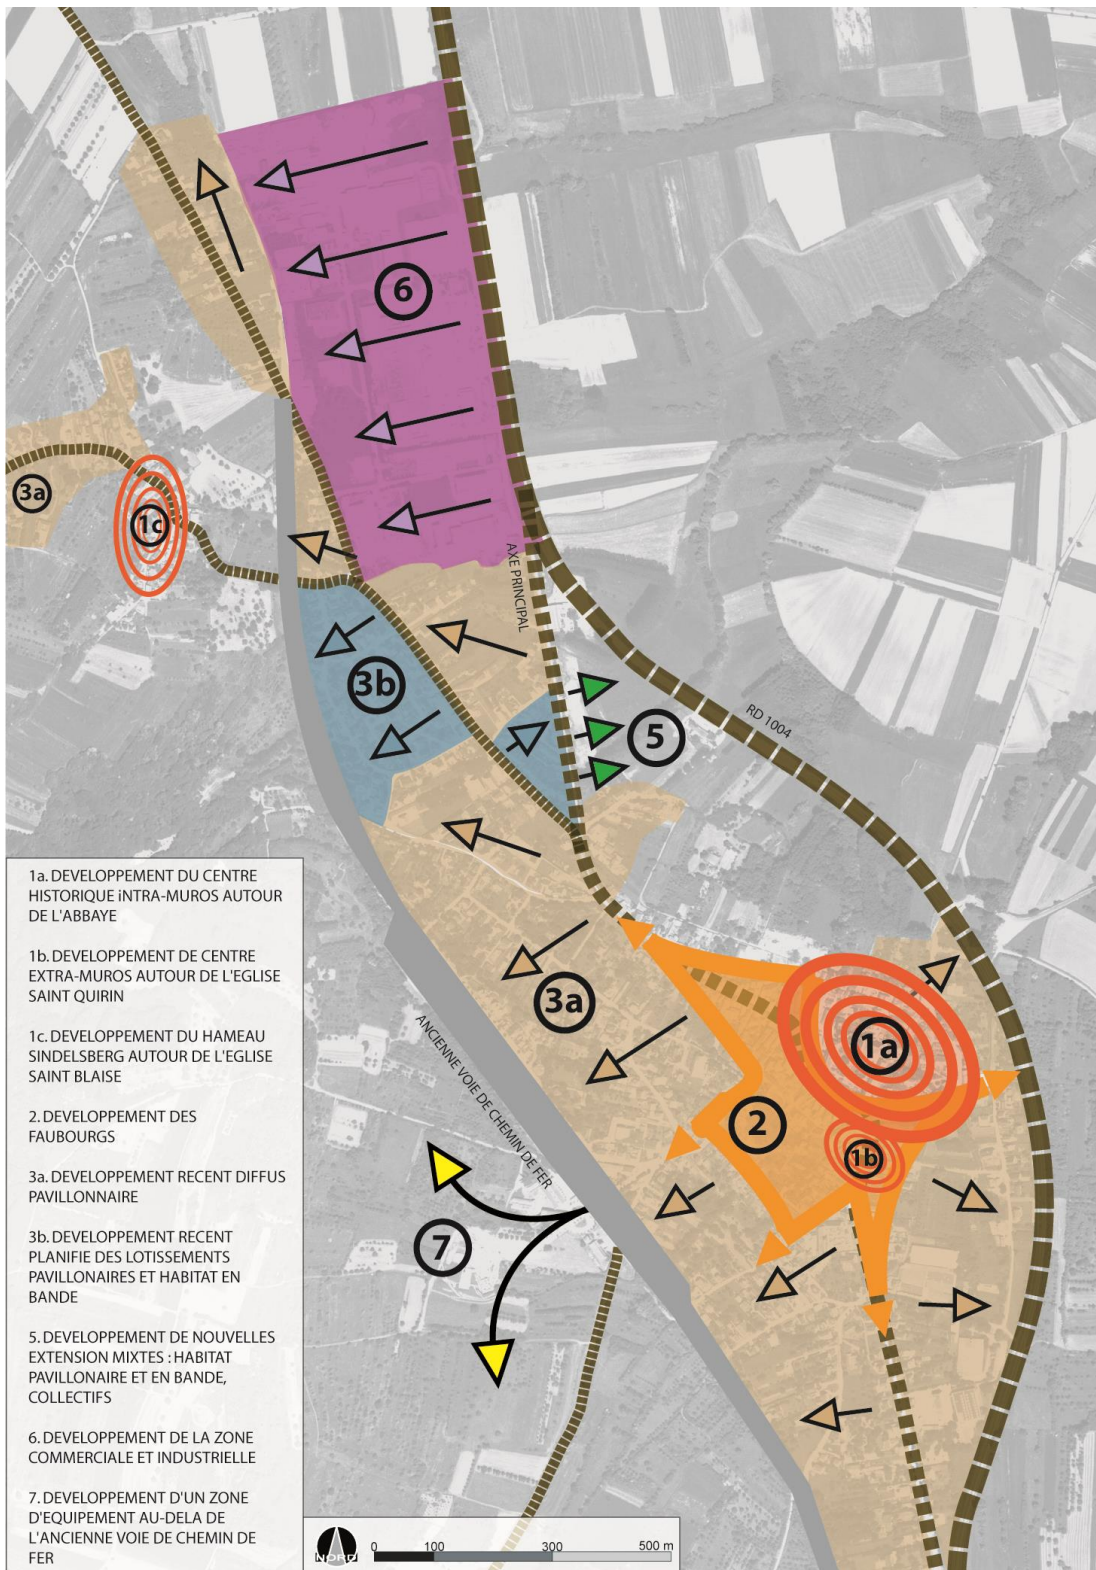 6
3a
1c
AXE PRINCIPAL
3b
5
RD 1004
3a
1a
ANCIENNE VOIE DE CHEMIN DE FER
2
1b
7
1a. DEVELOPPEMENT DU CENTRE
HISTORIQUE iNTRA-MUROS AUTOUR
DE L'ABBAYE
1b. DEVELOPPEMENT DE CENTRE
EXTRA-MUROS AUTOUR DE L'EGLISE
SAINT QUIRIN
1c. DEVELOPPEMENT DU HAMEAU
SINDELSBERG AUTOUR DE L'EGLISE
SAINT BLAISE
2. DEVELOPPEMENT DES
FAUBOURGS
3a. DEVELOPPEMENT RECENT DIFFUS
PAVILLONNAIRE
3b. DEVELOPPEMENT RECENT
PLANIFIE DES LOTISSEMENTS
PAVILLONAIRES ET HABITAT EN
BANDE
5. DEVELOPPEMENT DE NOUVELLES
EXTENSION MIXTES : HABITAT
PAVILLONAIRE ET EN BANDE,
COLLECTIFS
6. DEVELOPPEMENT DE LA ZONE
COMMERCIALE ET INDUSTRIELLE
7. DEVELOPPEMENT D'UN ZONE
D'EQUIPEMENT AU-DELA DE
L'ANCIENNE VOIE DE CHEMIN DE
FER
NORD
0 100 300 500 m